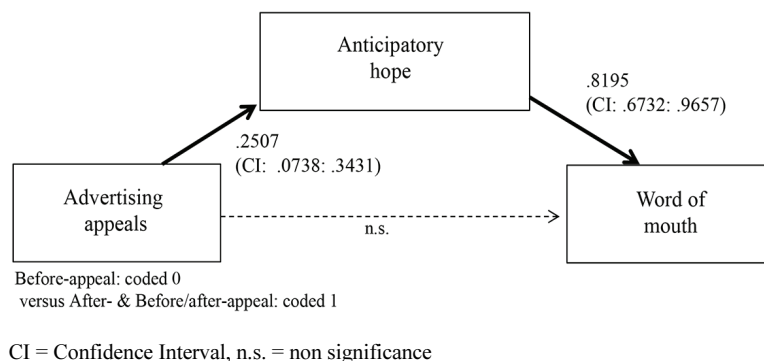 Anticipatory
hope
.8195
(CI: .6732: .9657)
.2507
(CI: .0738: .3431)
Advertising
appeals
n.s.
Word of
mouth
Before-appeal: coded 0
versus After- & Before/after-appeal: coded 1
CI = Confidence Interval, n.s. = non significance